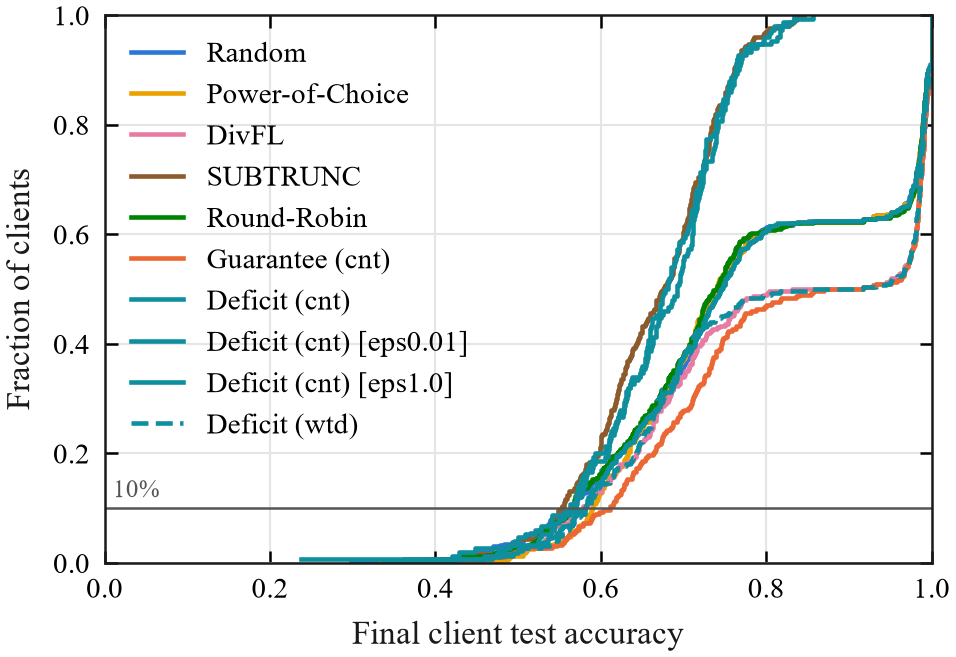 1.0
0.8
0.6
0.4
0.2
0.0
Fraction of clients
Random
Power-of-Choice
DivFL
SUBTRUNC
Round-Robin
Guarantee (cnt)
Deficit (cnt)
Deficit (cnt) [eps0.01]
Deficit (cnt) [eps1.0]
Deficit (wtd)
10%
0.0 0.2 0.4 0.6 0.8 1.0
Final client test accuracy